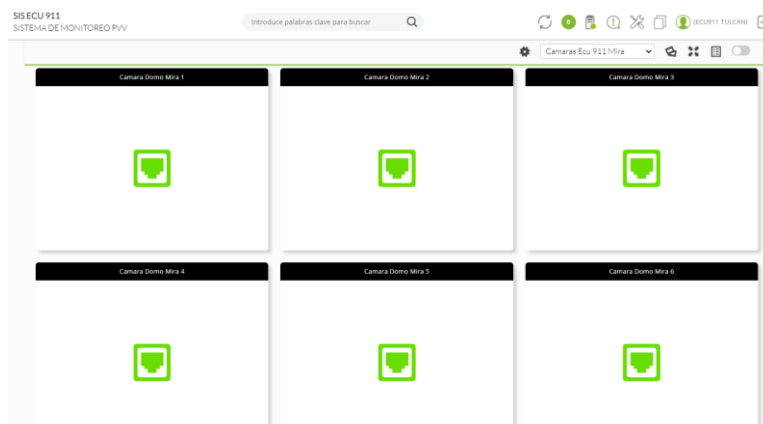 SIS ECU 911
SISTEMA DE MONITOREO PVV
Introduce palabras clave para buscar
0
(ECU911 TULCAN)
Camaras Ecu 911 Mira
Camara Domo Mira 1
Camara Domo Mira 2
Camara Domo Mira 3
Camara Domo Mira 4
Camara Domo Mira 5
Camara Domo Mira 6